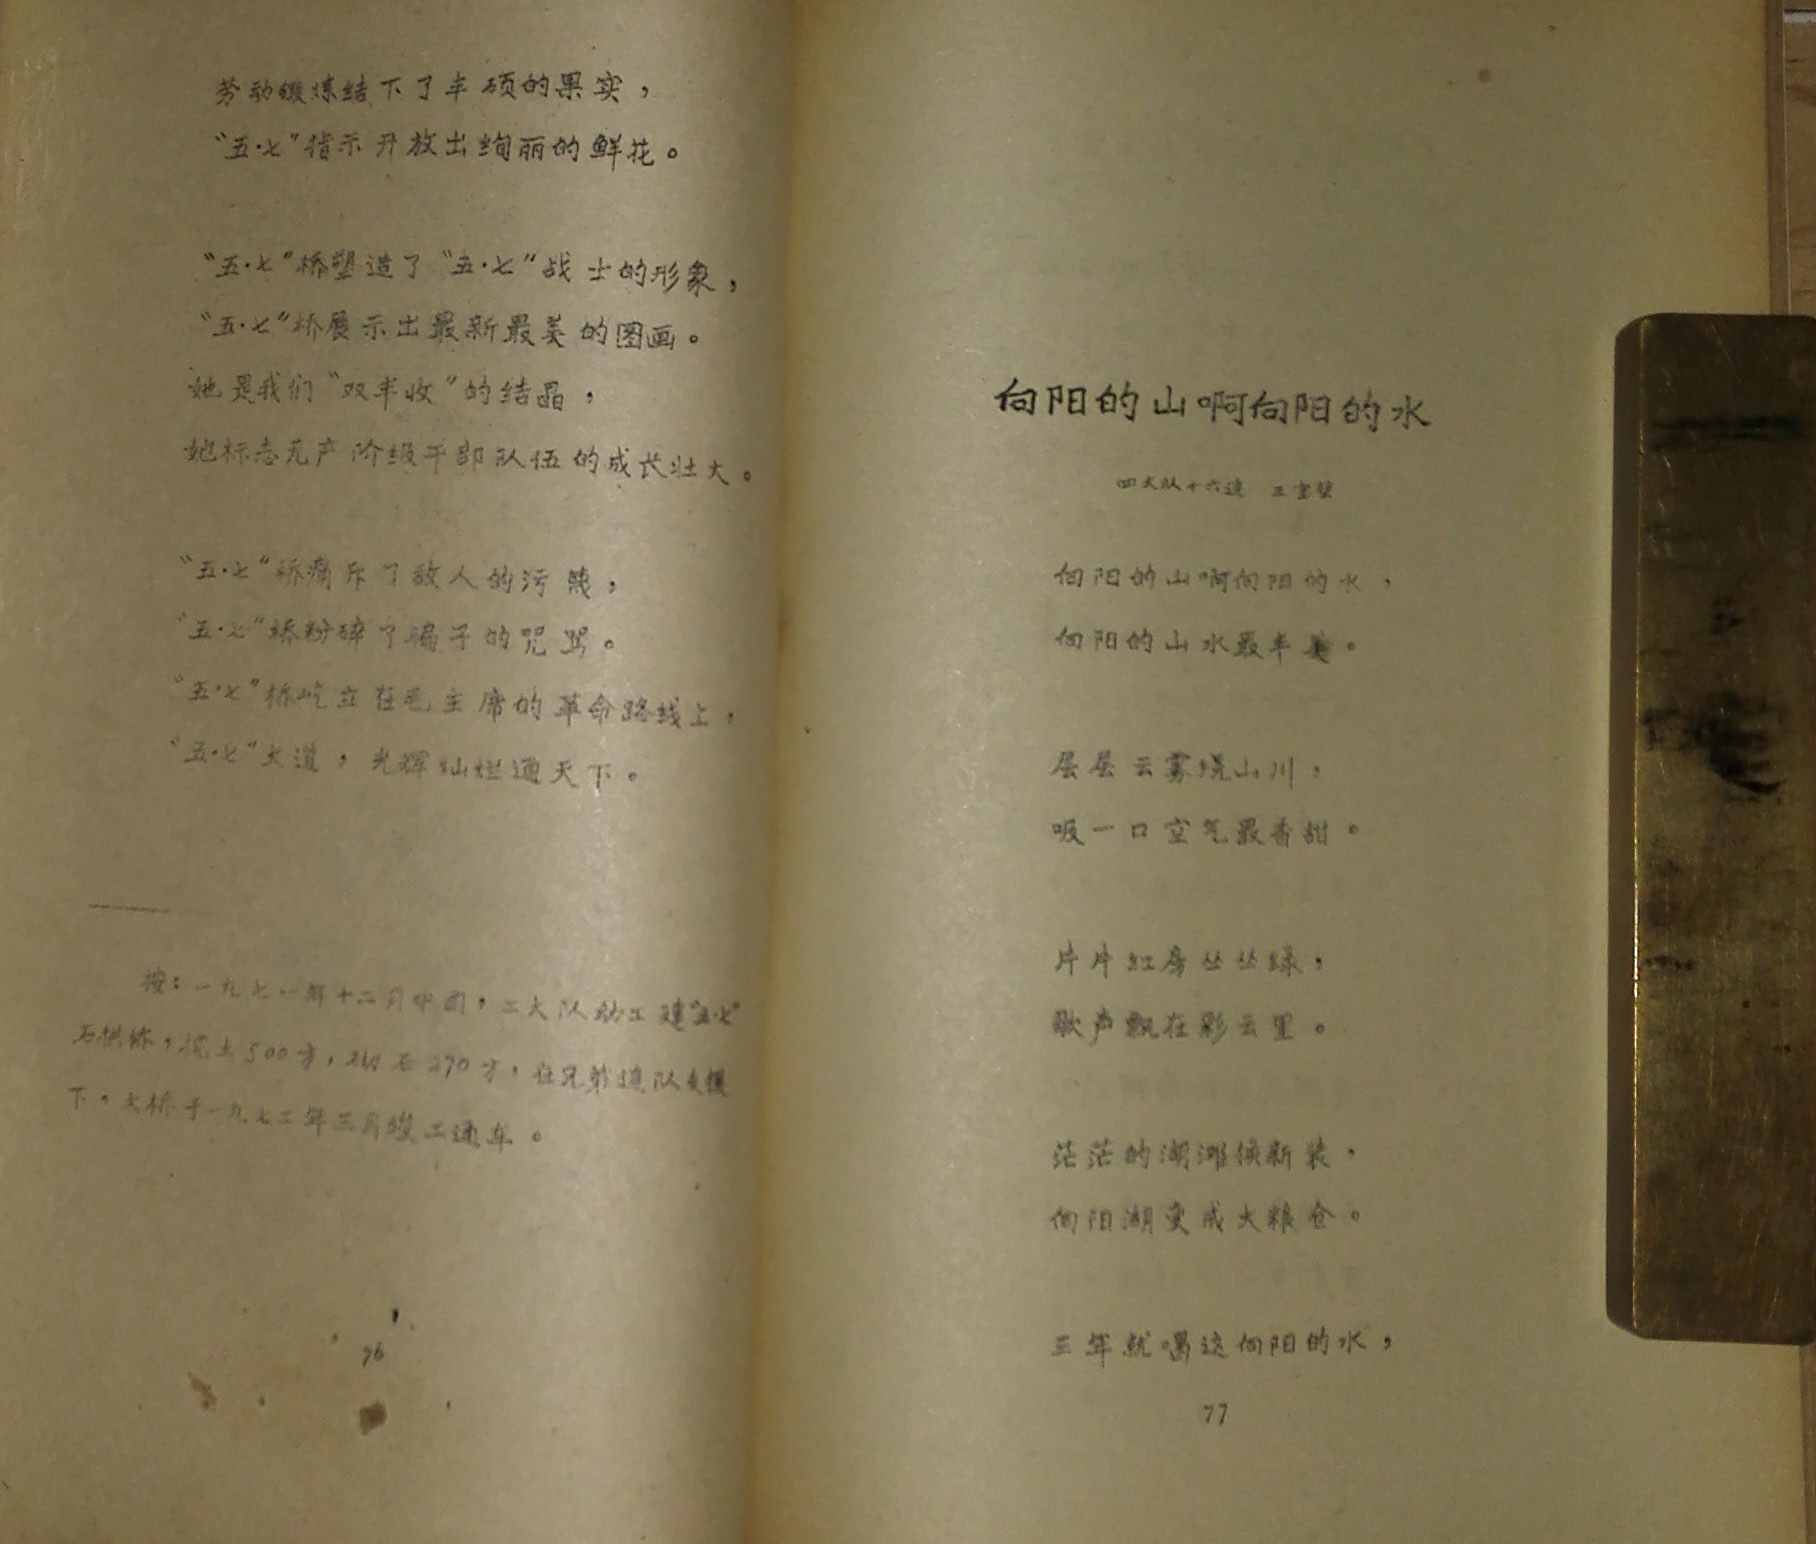 劳动锻炼结下了丰硕的果实，
“五·七”指示开放出绚丽的鲜花。
“五·七”桥塑造了“五·七”战士的形象，
“五·七”桥展示出最新最美的图画。
她是我们“双丰收”的结晶，
她标志无产阶级干部队伍的成长壮大。
“五·七”桥痛斥了敌人的污蔑，
“五·七”桥粉碎了骗子的咒骂。
“五·七”桥屹立在毛主席的革命路线上，
“五·七”大道，光辉灿烂通天下。
按：一九七一年十二月中旬，二大队动工建“五·七”
石拱桥，挖土500方，砌石270方，在兄弟连队支援
下，大桥于一九七二年三月竣工通车。
76
向阳的山啊向阳的水
四大队十六连 王宝
向阳的山啊向阳的水，
向阳的山水最丰美。
层层云雾绕山川，
吸一口空气最香甜。
片片红房丛丛绿，
歌声飘在彩云里。
茫茫的湖滩换新装，
向阳湖变成大粮仓。
三年就喝这向阳的水，
77